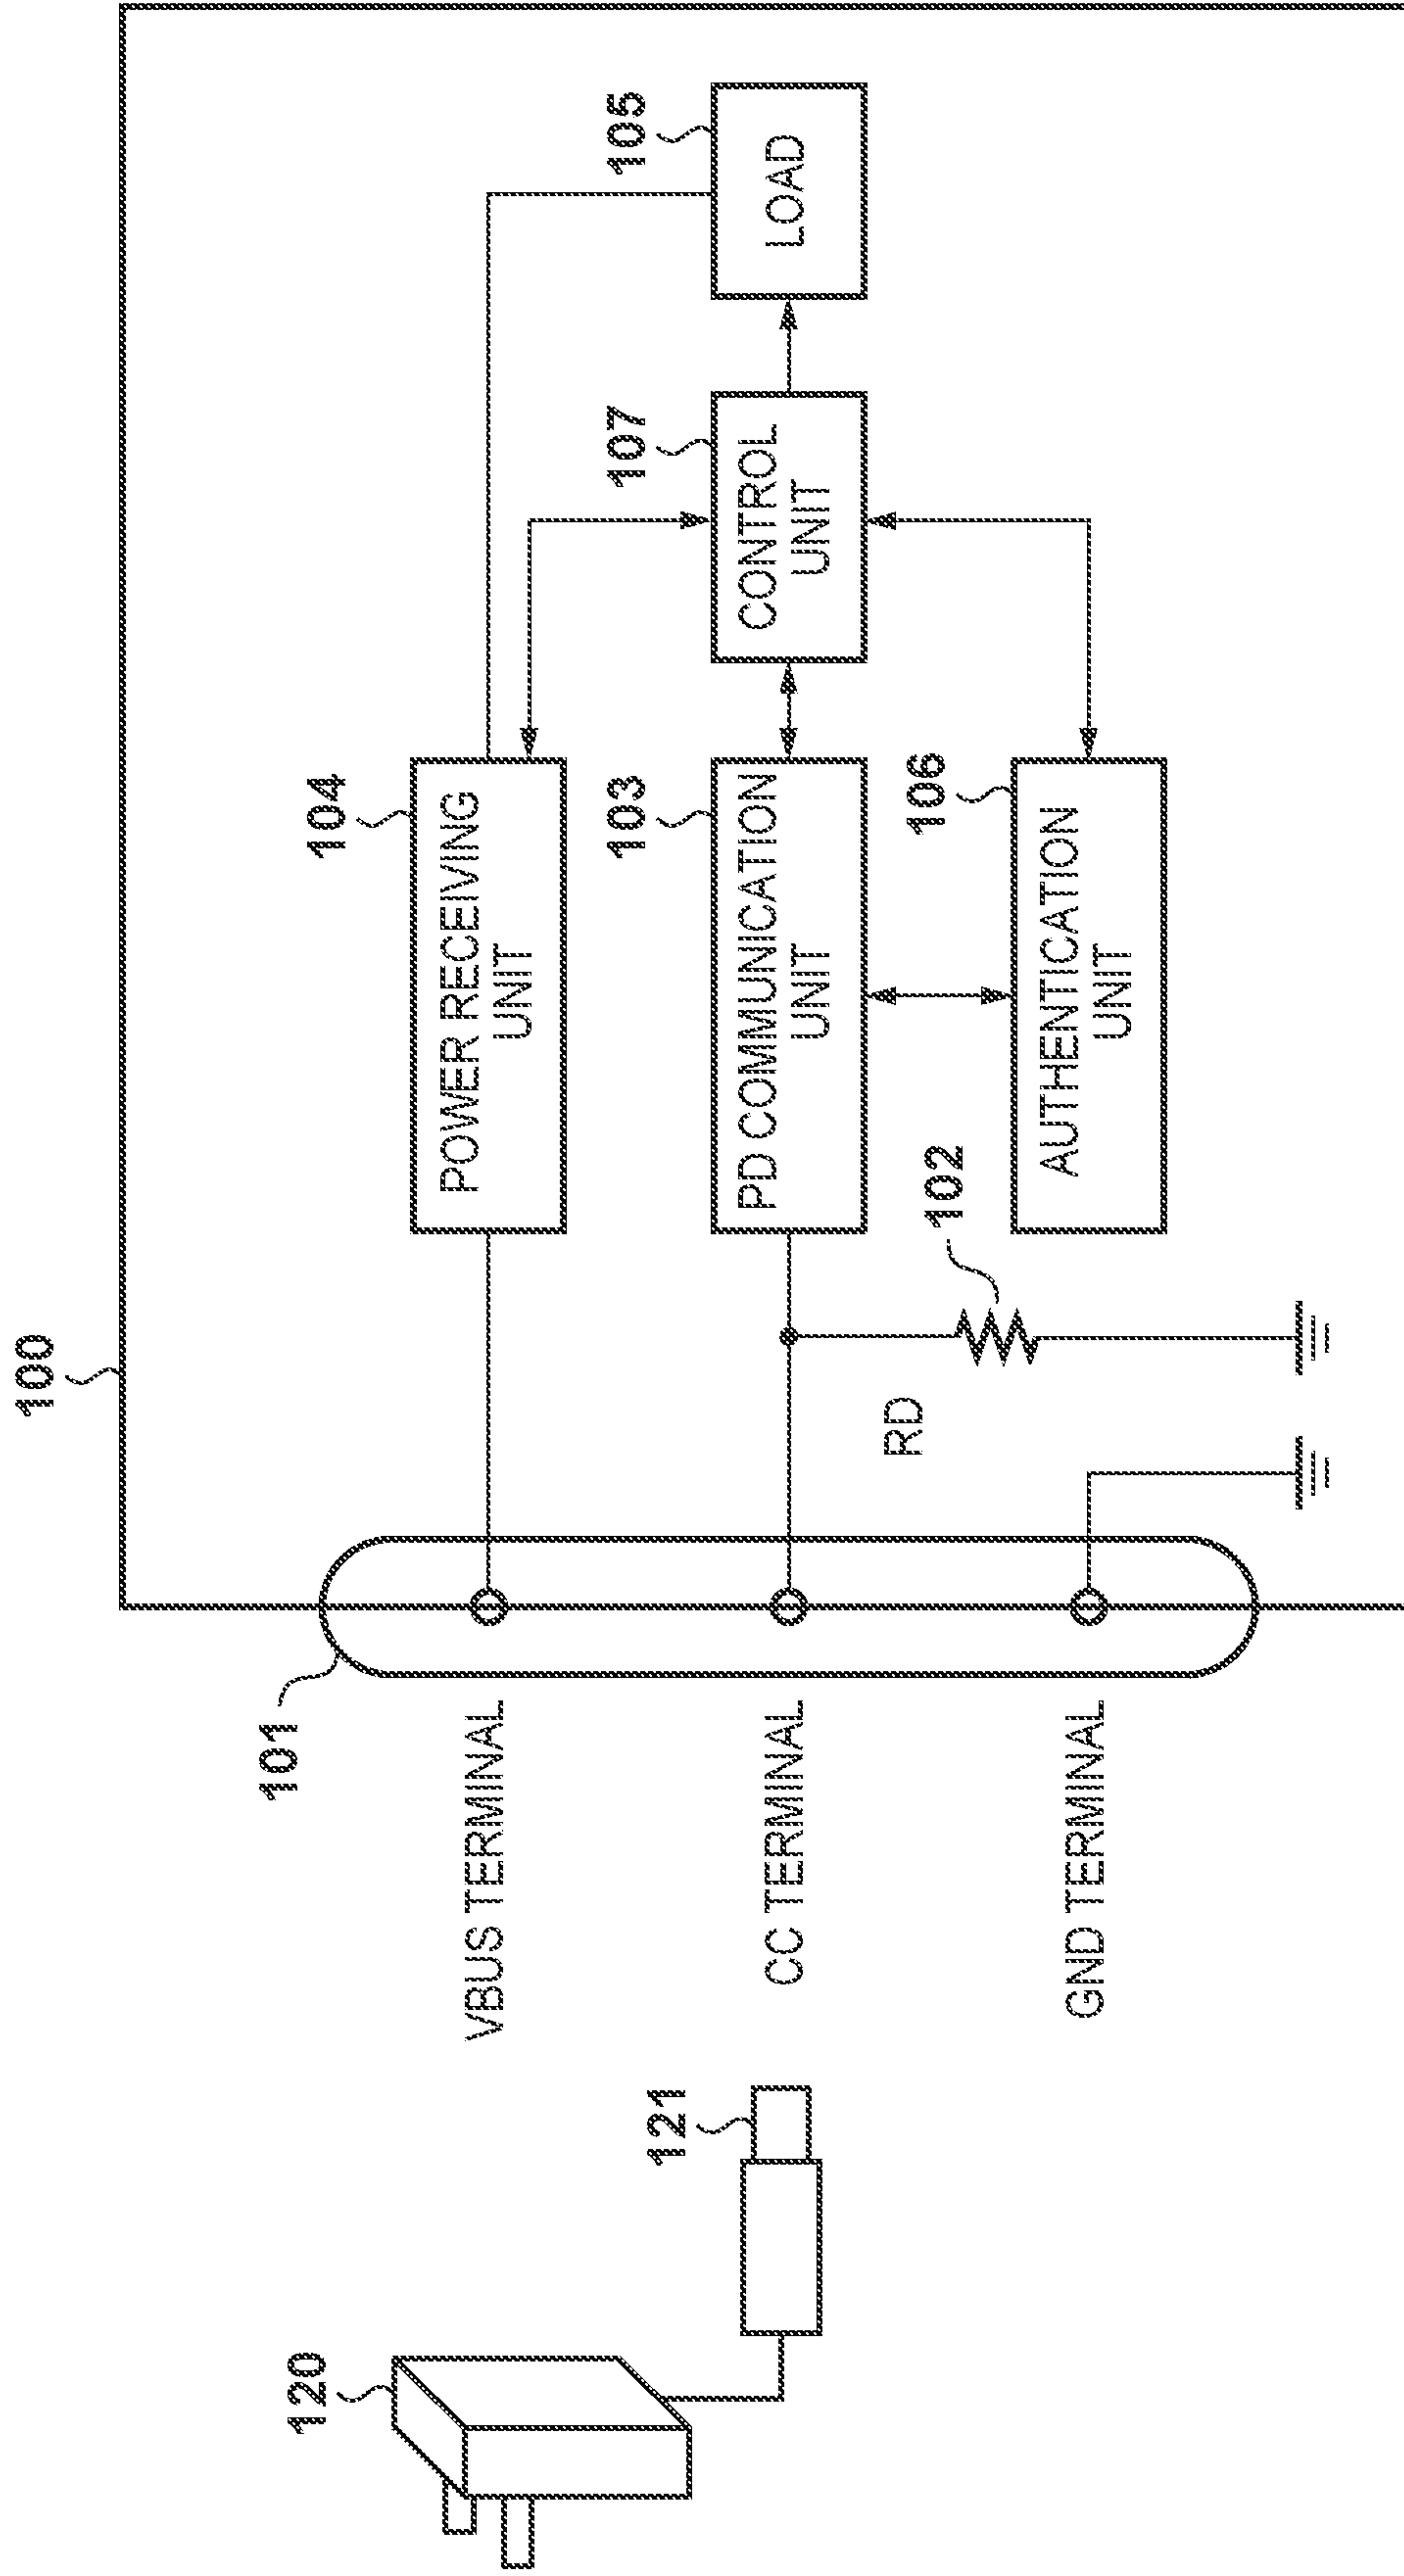 100
101
120
121
VBUS TERMINAL
CC TERMINAL
GND TERMINAL
104
POWER RECEIVING
UNIT
103
PD COMMUNICATION
UNIT
107
CONTROL
UNIT
105
LOAD
RD
102
106
AUTHENTICATION
UNIT